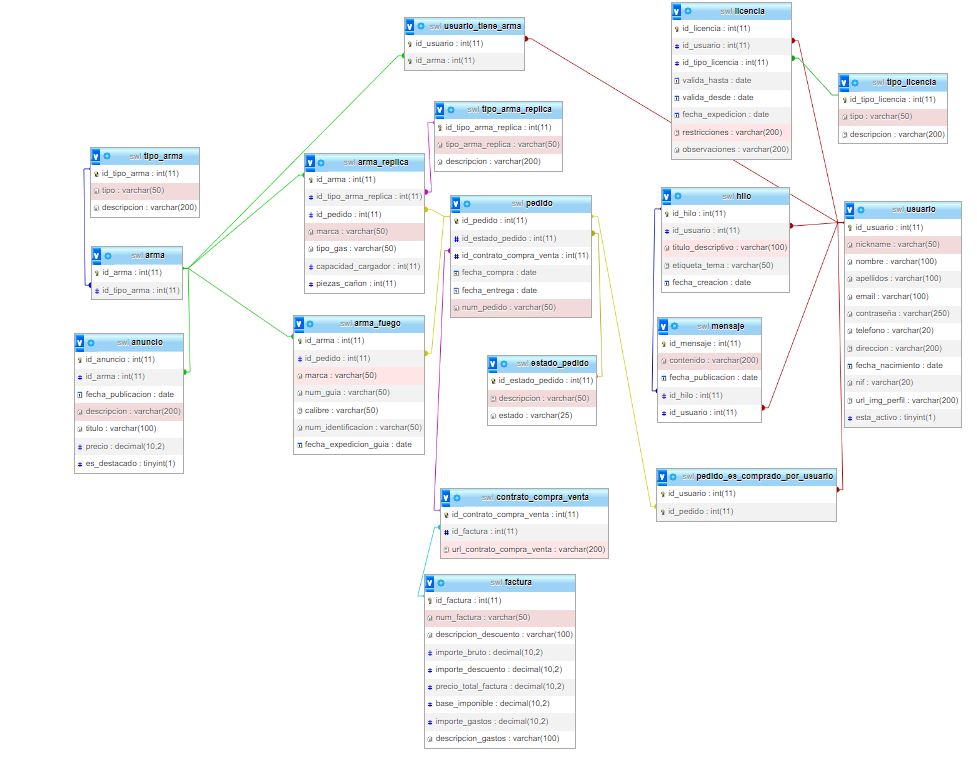 swl usuario_tiene_arma
id_usuario : int(11)
id_arma : int(11)
swl licencia
id_licencia : int(11)
id_usuario : int(11)
id_tipo_licencia : int(11)
valida_hasta : date
valida_desde : date
fecha_expedicion : date
restricciones : varchar(200)
observaciones : varchar(200)
swl tipo_licencia
id_tipo_licencia : int(11)
tipo : varchar(50)
descripcion : varchar(200)
swl tipo_arma_replica
id_tipo_arma_replica : int(11)
tipo_arma_replica : varchar(50)
descripcion : varchar(200)
swl tipo_arma
id_tipo_arma : int(11)
tipo : varchar(50)
descripcion : varchar(200)
swl arma_replica
id_arma : int(11)
id_tipo_arma_replica : int(11)
id_pedido : int(11)
marca : varchar(50)
tipo_gas : varchar(50)
capacidad_cargador : int(11)
piezas_cañon : int(11)
swl pedido
id_pedido : int(11)
id_estado_pedido : int(11)
id_contrato_compra_venta : int(11)
fecha_compra : date
fecha_entrega : date
num_pedido : varchar(50)
swl hilo
id_hilo : int(11)
id_usuario : int(11)
titulo_descriptivo : varchar(100)
etiqueta_tema : varchar(50)
fecha_creacion : date
swl usuario
id_usuario : int(11)
nickname : varchar(50)
nombre : varchar(100)
apellidos : varchar(100)
email : varchar(100)
contraseña : varchar(250)
telefono : varchar(20)
direccion : varchar(200)
fecha_nacimiento : date
nif : varchar(20)
url_img_perfil : varchar(200)
esta_activo : tinyint(1)
swl arma
id_arma : int(11)
id_tipo_arma : int(11)
swl anuncio
id_anuncio : int(11)
id_arma : int(11)
fecha_publicacion : date
descripcion : varchar(200)
titulo : varchar(100)
precio : decimal(10,2)
es_destacado : tinyint(1)
swl arma_fuego
id_arma : int(11)
id_pedido : int(11)
marca : varchar(50)
num_guia : varchar(50)
calibre : varchar(50)
num_identificacion : varchar(50)
fecha_expedicion_guia : date
swl estado_pedido
id_estado_pedido : int(11)
descripcion : varchar(50)
estado : varchar(25)
swl mensaje
id_mensaje : int(11)
contenido : varchar(200)
fecha_publicacion : date
id_hilo : int(11)
id_usuario : int(11)
swl pedido_es_comprado_por_usuario
id_usuario : int(11)
id_pedido : int(11)
swl contrato_compra_venta
id_contrato_compra_venta : int(11)
id_factura : int(11)
url_contrato_compra_venta : varchar(200)
swl factura
id_factura : int(11)
num_factura : varchar(50)
descripcion_descuento : varchar(100)
importe_bruto : decimal(10,2)
importe_descuento : decimal(10,2)
precio_total_factura : decimal(10,2)
base_imponible : decimal(10,2)
importe_gastos : decimal(10,2)
descripcion_gastos : varchar(100)